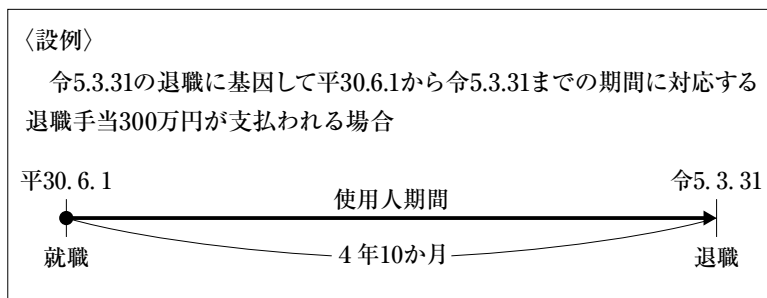 〈設例〉
令5.3.31の退職に基因して平30.6.1から令5.3.31までの期間に対応する
退職手当300万円が支払われる場合
平30. 6. 1
令5. 3. 31
使用人期間
就職
4年10か月
退職